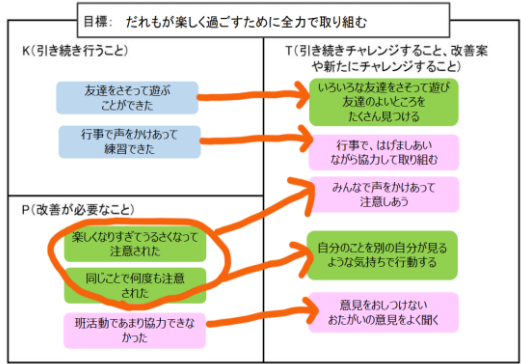 目標： だれもが楽しく過ごすために全力で取り組む
K(引き続き行うこと)
友達をさそって遊ぶ
ことができた
行事で声をかけあって
練習できた
P(改善が必要なこと)
楽しくなりすぎてうるさくなって
注意された
同じことで何度も注意
された
班活動であまり協力できな
かった
T(引き続きチャレンジすること、改善案
や新たにチャレンジすること)
いろいろな友達をさそって遊び
友達のよいところを
たくさん見つける
行事で、はげましあい
ながら協力して取り組む
みんなで声をかけあって
注意しあう
自分のことを別の自分が見る
ような気持ちで行動する
意見をおしつけない
おたがいの意見をよく聞く